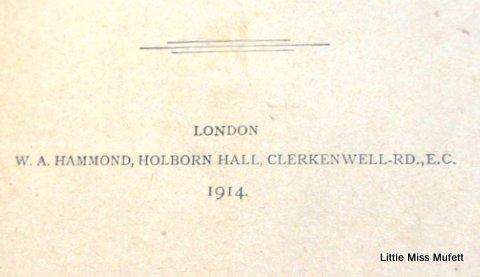 LONDON
W. A. HAMMOND, HOLBORN HALL, CLERKENWELL-RD., E.C.
1914.
Little Miss Mufett